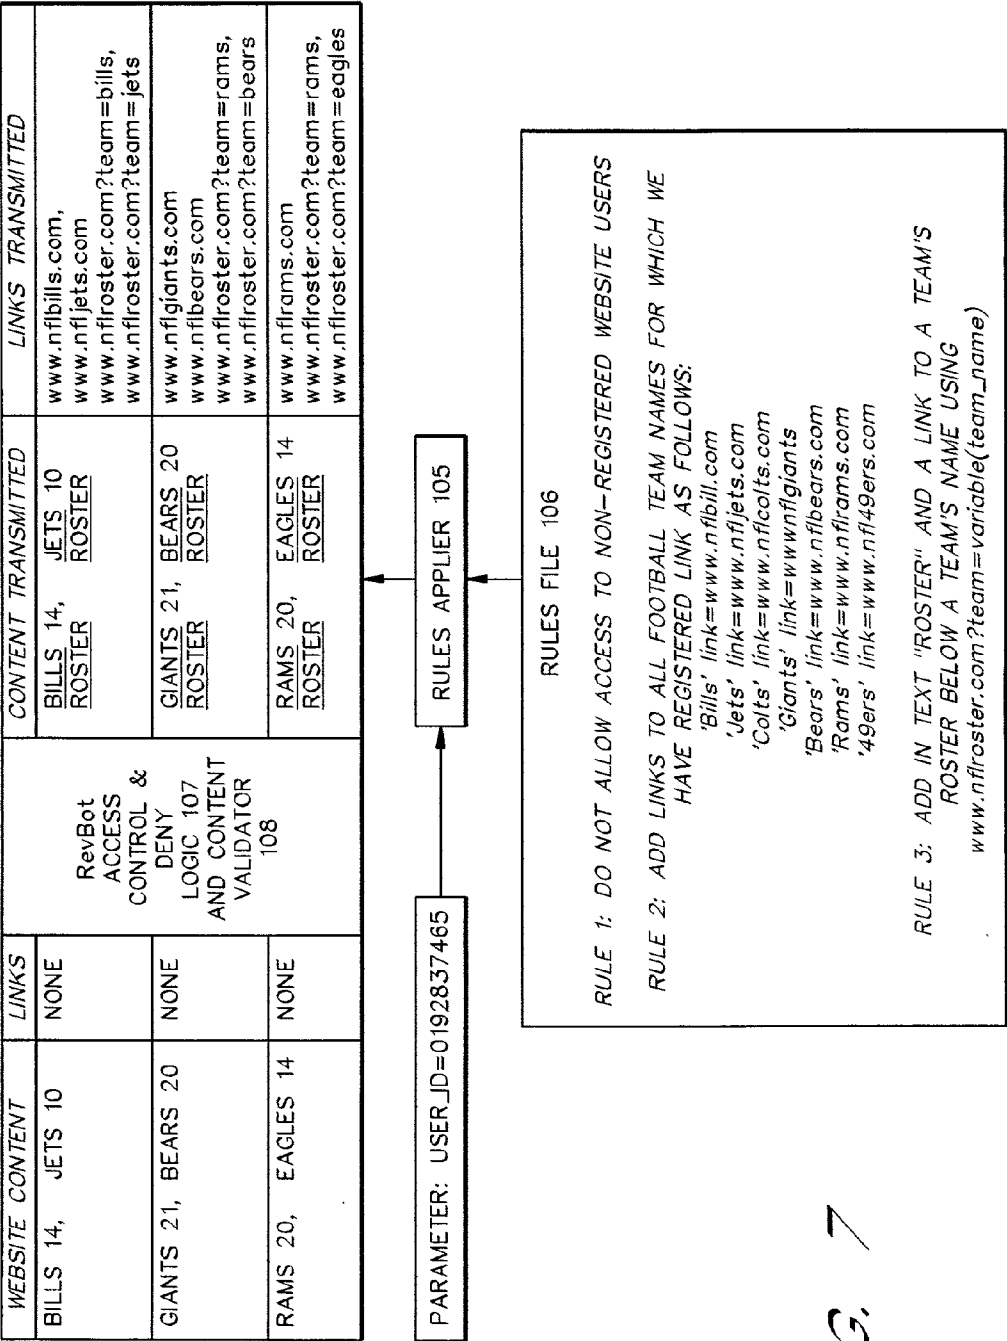 WEBSITE CONTENT
LINKS
CONTENT TRANSMITTED
LINKS TRANSMITTED
BILLS 14, JETS 10
NONE
RevBot
ACCESS
CONTROL &
DENY
LOGIC 107
AND CONTENT
VALIDATOR
108
BILLS 14, JETS 10
ROSTER ROSTER
www.nflbills.com,
www.nfljets.com
www.nflroster.com?team=bills,
www.nflroster.com?team=jets
GIANTS 21, BEARS 20
NONE
GIANTS 21, BEARS 20
ROSTER ROSTER
www.nflgiants.com
www.nflbears.com
www.nflroster.com?team=rams,
www.nflroster.com?team=bears
RAMS 20, EAGLES 14
NONE
RAMS 20, EAGLES 14
ROSTER ROSTER
www.nflrams.com
www.nflroster.com?team=rams,
www.nflroster.com?team=eagles
PARAMETER: USER_ID=0192837465
RULES APPLIER 105
RULES FILE 106
RULE 1: DO NOT ALLOW ACCESS TO NON-REGISTERED WEBSITE USERS
RULE 2: ADD LINKS TO ALL FOOTBALL TEAM NAMES FOR WHICH WE
HAVE REGISTERED LINK AS FOLLOWS:
'Bills' link=www.nflbill.com
'Jets' link=www.nfljets.com
'Colts' link=www.nflcolts.com
'Giants' link=wwwnflgiants
'Bears' link=www.nflbears.com
'Rams' link=www.nflrams.com
'49ers' link=www.nfl49ers.com
RULE 3: ADD IN TEXT "ROSTER" AND A LINK TO A TEAM'S
ROSTER BELOW A TEAM'S NAME USING
www.nflroster.com?team=variable(team_name)
G. 7